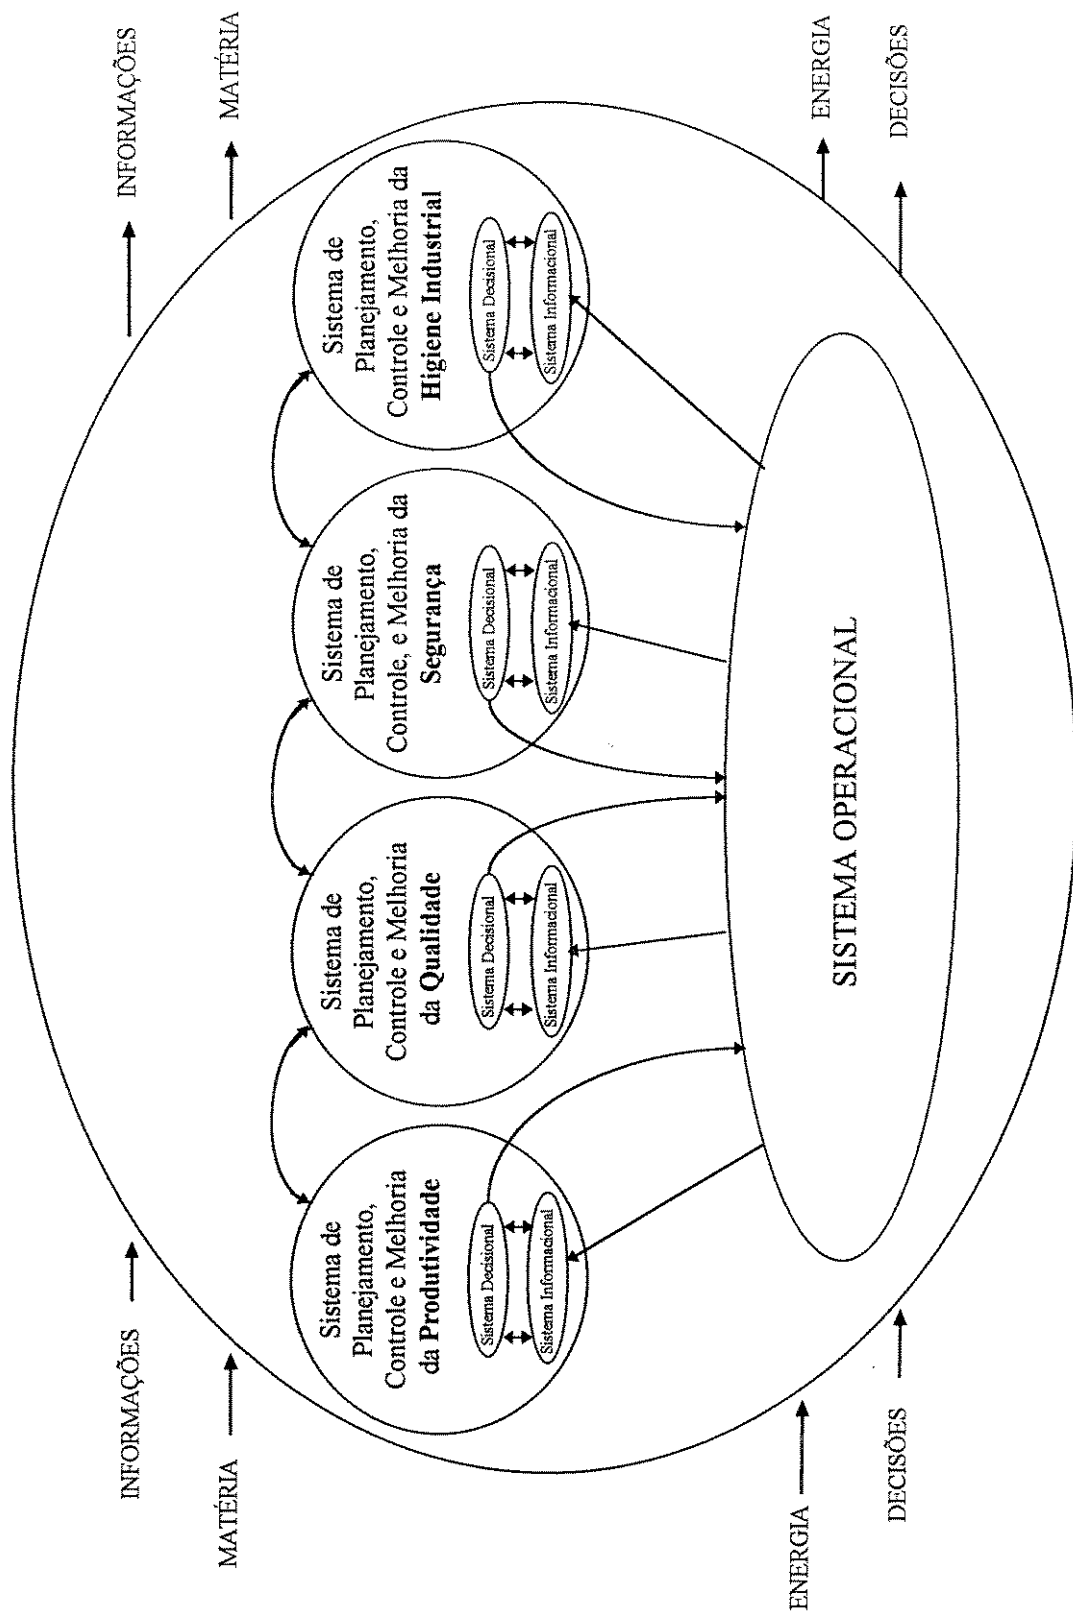 INFORMAÇÕES
MATÉRIA
ENERGIA
DECISÕES
Sistema de
Planejamento,
Controle e Melhoria
da Produtividade
Sistema Decisional
Sistema Informacional
Sistema de
Planejamento,
Controle e Melhoria
da Qualidade
Sistema Decisional
Sistema Informacional
Sistema de
Planejamento,
Controle, e Melhoria da
Segurança
Sistema Decisional
Sistema Informacional
Sistema de
Planejamento,
Controle e Melhoria da
Higiene Industrial
Sistema Decisional
Sistema Informacional
SISTEMA OPERACIONAL
INFORMAÇÕES
MATÉRIA
ENERGIA
DECISÕES